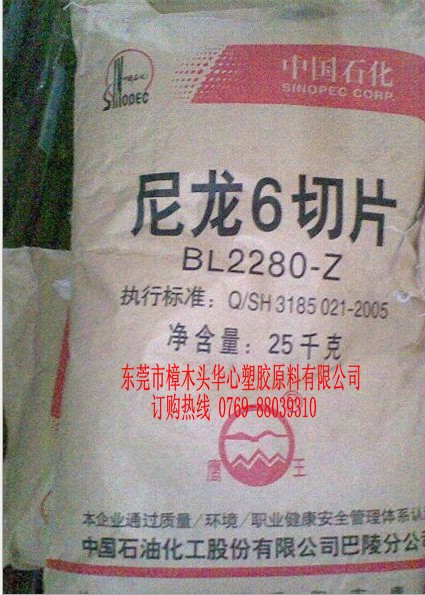 中国石化
SINOPEC CORP.
SINOPEC
尼龙6切片
BL2280-Z
执行标准：Q/SH 3185 021-2005
净含量：25千克
东莞市樟木头华心塑胶原料有限公司
订购热线 0769-88039310
鹰王
本企业通过质量/环境/职业健康安全管理体系认
中国石油化工股份有限公司巴陵分公